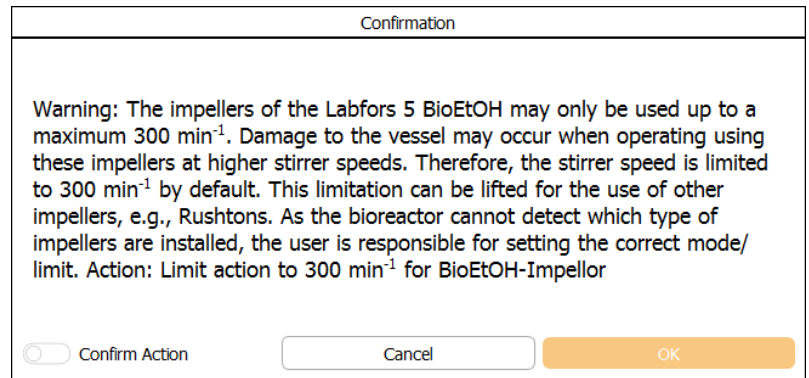 Confirmation
Warning: The impellers of the Labfors 5 BioEtOH may only be used up to a
maximum 300 min⁻¹. Damage to the vessel may occur when operating using
these impellers at higher stirrer speeds. Therefore, the stirrer speed is limited
to 300 min⁻¹ by default. This limitation can be lifted for the use of other
impellers, e.g., Rushtons. As the bioreactor cannot detect which type of
impellers are installed, the user is responsible for setting the correct mode/
limit. Action: Limit action to 300 min⁻¹ for BioEtOH-Impellor
Confirm Action
Cancel
OK